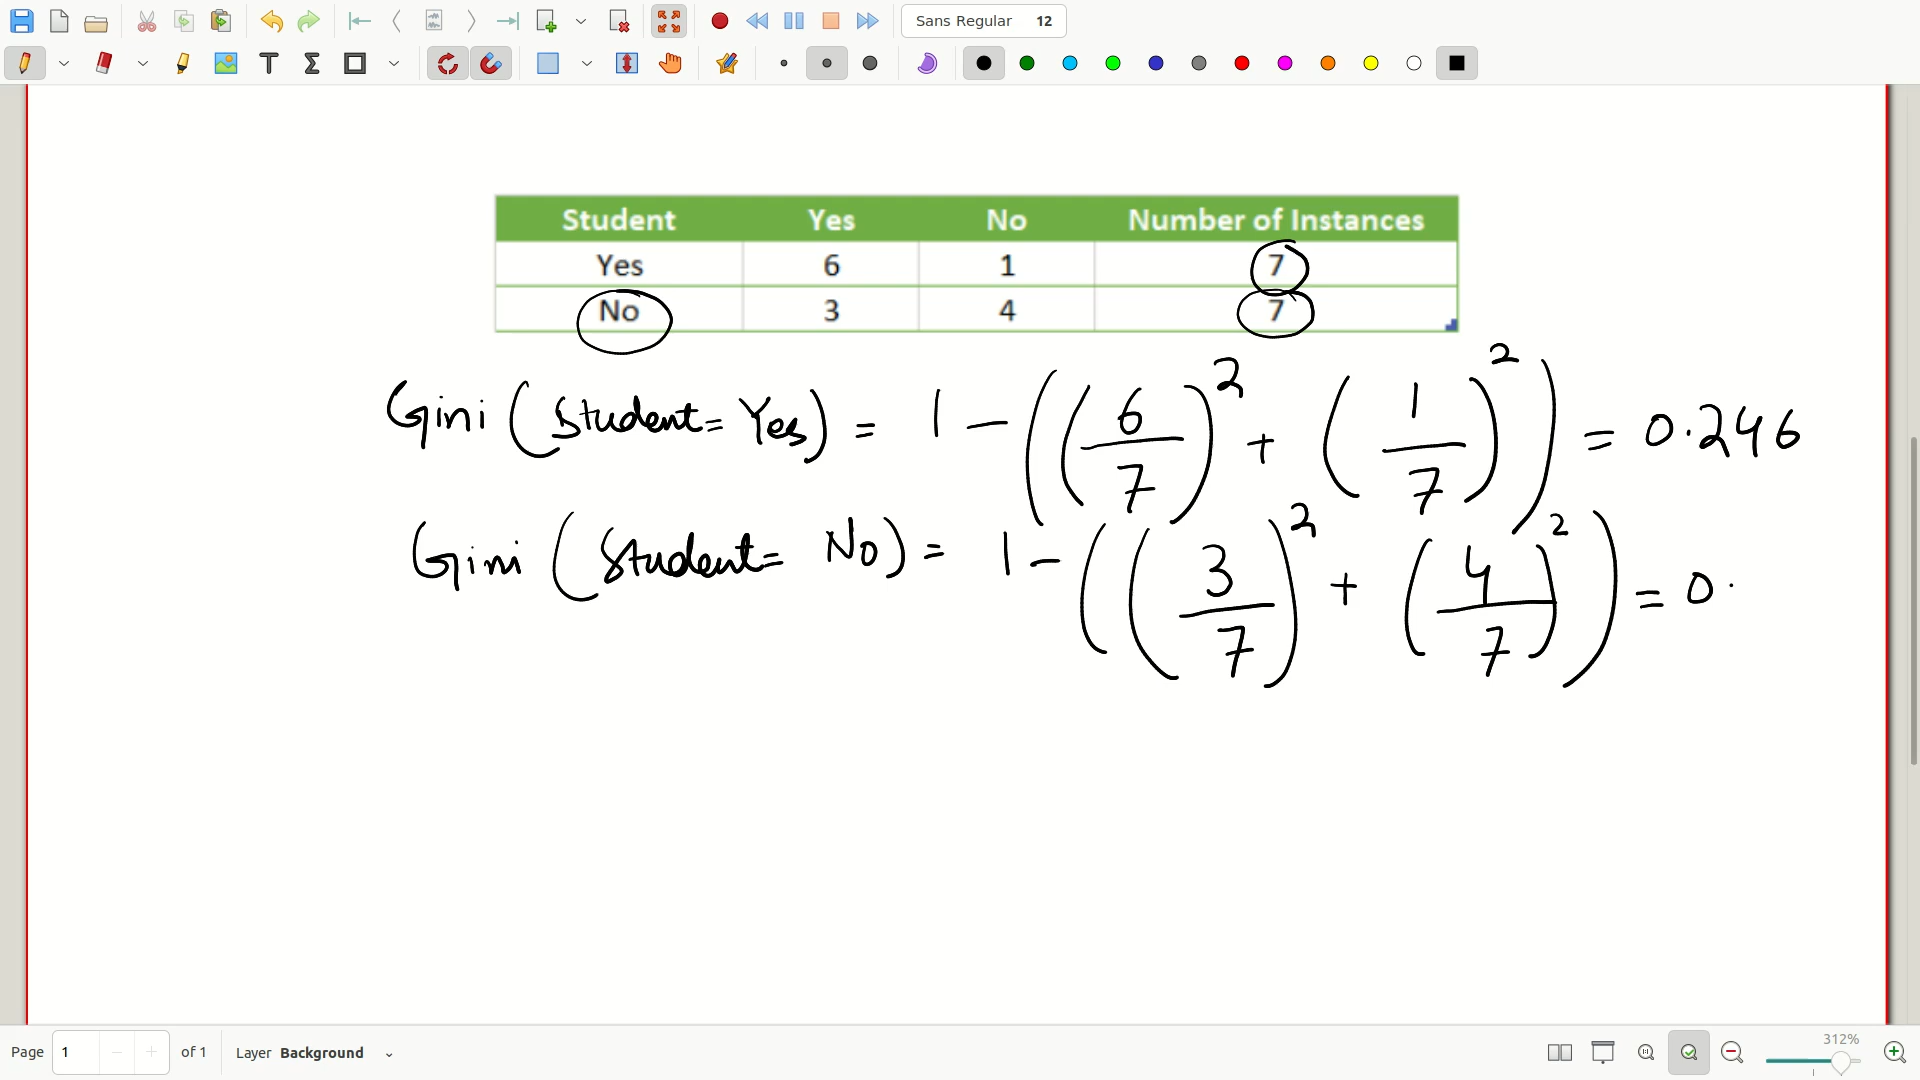 Sans Regular 12
Student Yes No Number of Instances
Yes 6 1 7
No 3 4 7
Gini (Student = Yes) = 1 - ((6/7)² + (1/7)²) = 0.246
Gini (Student = No) = 1 - ((3/7)² + (4/7)²) = 0.
312%
Page 1 of 1 Layer Background